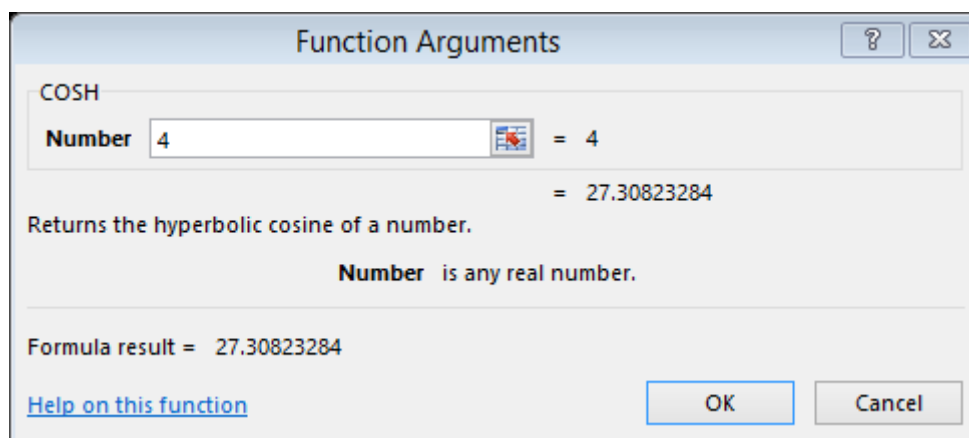 Function Arguments
COSH
Number 4 = 4
= 27.30823284
Returns the hyperbolic cosine of a number.
Number is any real number.
Formula result = 27.30823284
Help on this function OK Cancel